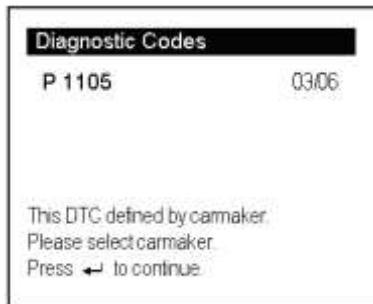 Diagnostic Codes
P 1105 03/06
This DTC defined by carmaker.
Please select carmaker.
Press ↵ to continue.